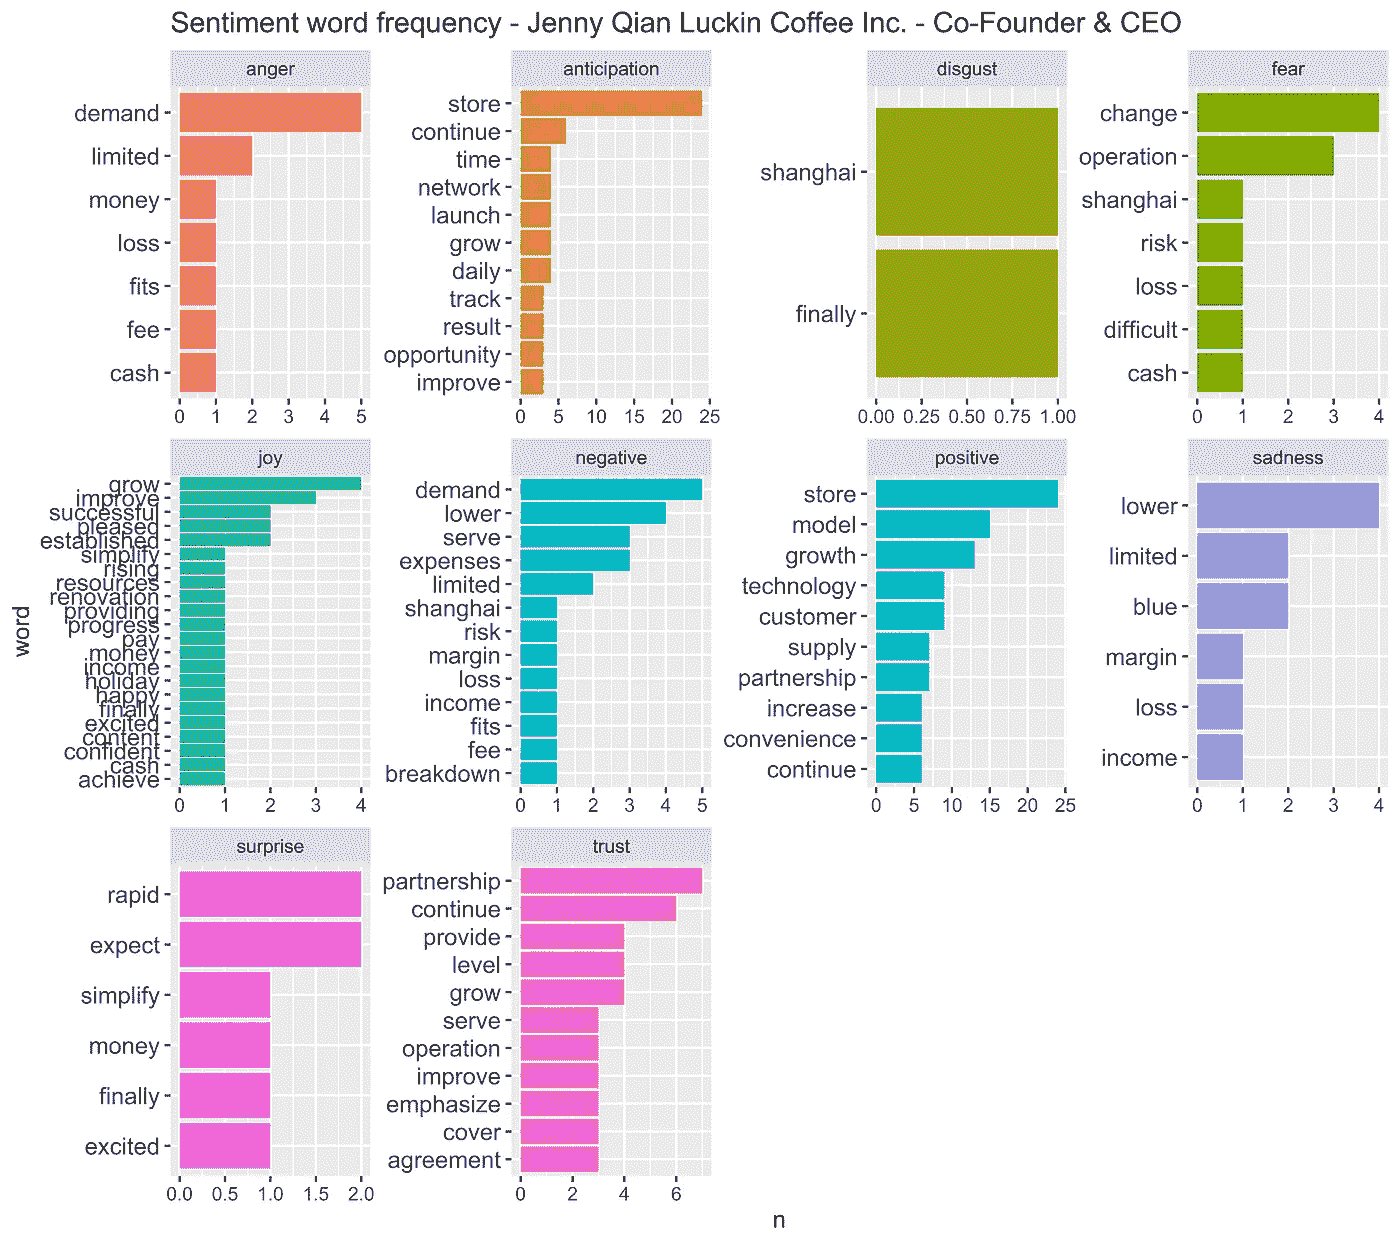 Sentiment word frequency - Jenny Qian Luckin Coffee Inc. - Co-Founder & CEO
anger
demand
limited
money
loss
fits
fee
cash
0 1 2 3 4 5
anticipation
store
continue
time
network
launch
grow
daily
track
result
opportunity
improve
0 5 10 15 20 25
disgust
shanghai
finally
0.00 0.25 0.50 0.75 1.00
fear
change
operation
shanghai
risk
loss
difficult
cash
0 1 2 3 4
word
joy
grow
improve
successful
pleased
established
simplify
rising
resources
renovation
providing
progress
pay
money
income
holiday
happy
finally
excited
content
confident
cash
achieve
0 1 2 3 4
negative
demand
lower
serve
expenses
limited
shanghai
risk
margin
loss
income
fits
fee
breakdown
0 1 2 3 4 5
positive
store
model
growth
technology
customer
supply
partnership
increase
convenience
continue
0 5 10 15 20 25
sadness
lower
limited
blue
margin
loss
income
0 1 2 3 4
surprise
rapid
expect
simplify
money
finally
excited
0.0 0.5 1.0 1.5 2.0
trust
partnership
continue
provide
level
grow
serve
operation
improve
emphasize
cover
agreement
0 2 4 6
n